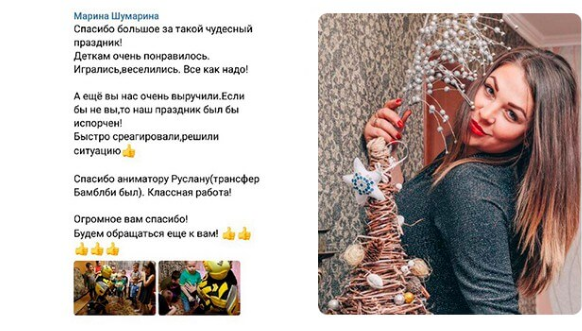 Марина Шумарина
Спасибо большое за такой чудесный
праздник!
Деткам очень понравилось.
Игрались,веселились. Все как надо!
А ещё вы нас очень выручили.Если
бы не вы,то наш праздник был бы
испорчен!
Быстро среагировали,решили
ситуацию👍
Спасибо аниматору Руслану(трансфер
Бамблби был). Классная работа!
Огромное вам спасибо!
Будем обращаться еще к вам! 👍👍
👍👍👍